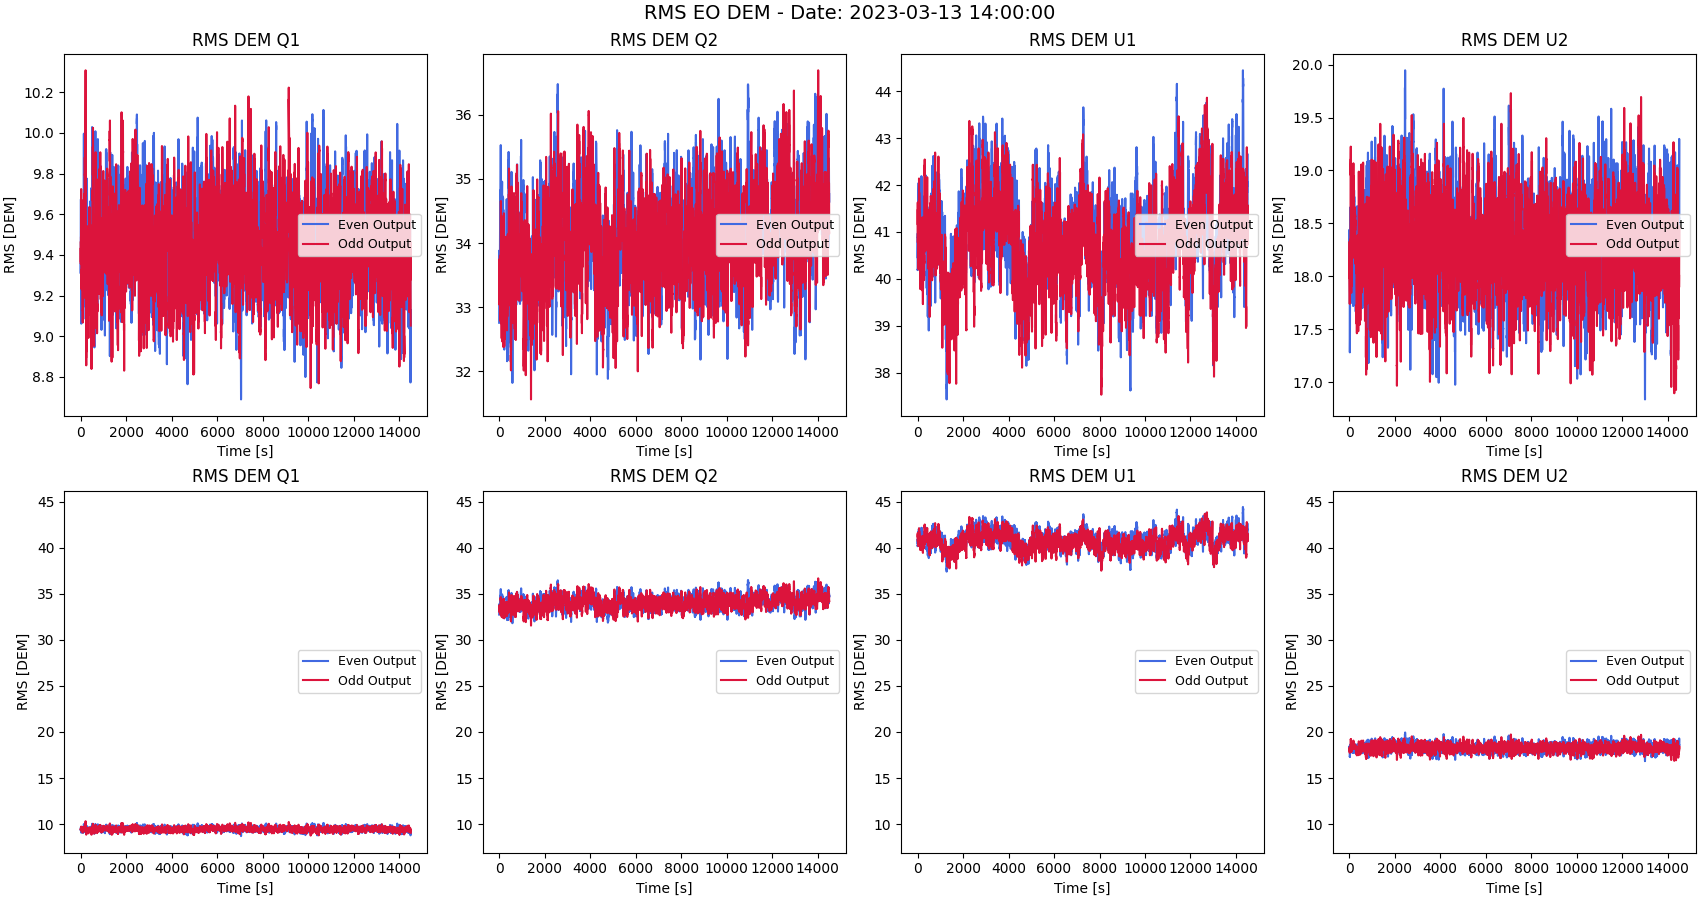 RMS EO DEM - Date: 2023-03-13 14:00:00
RMS DEM Q1
RMS [DEM]
10.2
10.0
9.8
9.6
9.4
9.2
9.0
8.8
Even Output
Odd Output
0 2000 4000 6000 8000 10000 12000 14000
Time [s]
RMS DEM Q2
RMS [DEM]
36
35
34
33
32
Even Output
Odd Output
0 2000 4000 6000 8000 10000 12000 14000
Time [s]
RMS DEM U1
RMS [DEM]
44
43
42
41
40
39
38
Even Output
Odd Output
0 2000 4000 6000 8000 10000 12000 14000
Time [s]
RMS DEM U2
RMS [DEM]
20.0
19.5
19.0
18.5
18.0
17.5
17.0
Even Output
Odd Output
0 2000 4000 6000 8000 10000 12000 14000
Time [s]
RMS DEM Q1
RMS [DEM]
45
40
35
30
25
20
15
10
Even Output
Odd Output
0 2000 4000 6000 8000 10000 12000 14000
Time [s]
RMS DEM Q2
RMS [DEM]
45
40
35
30
25
20
15
10
Even Output
Odd Output
0 2000 4000 6000 8000 10000 12000 14000
Time [s]
RMS DEM U1
RMS [DEM]
45
40
35
30
25
20
15
10
Even Output
Odd Output
0 2000 4000 6000 8000 10000 12000 14000
Time [s]
RMS DEM U2
RMS [DEM]
45
40
35
30
25
20
15
10
Even Output
Odd Output
0 2000 4000 6000 8000 10000 12000 14000
Time [s]